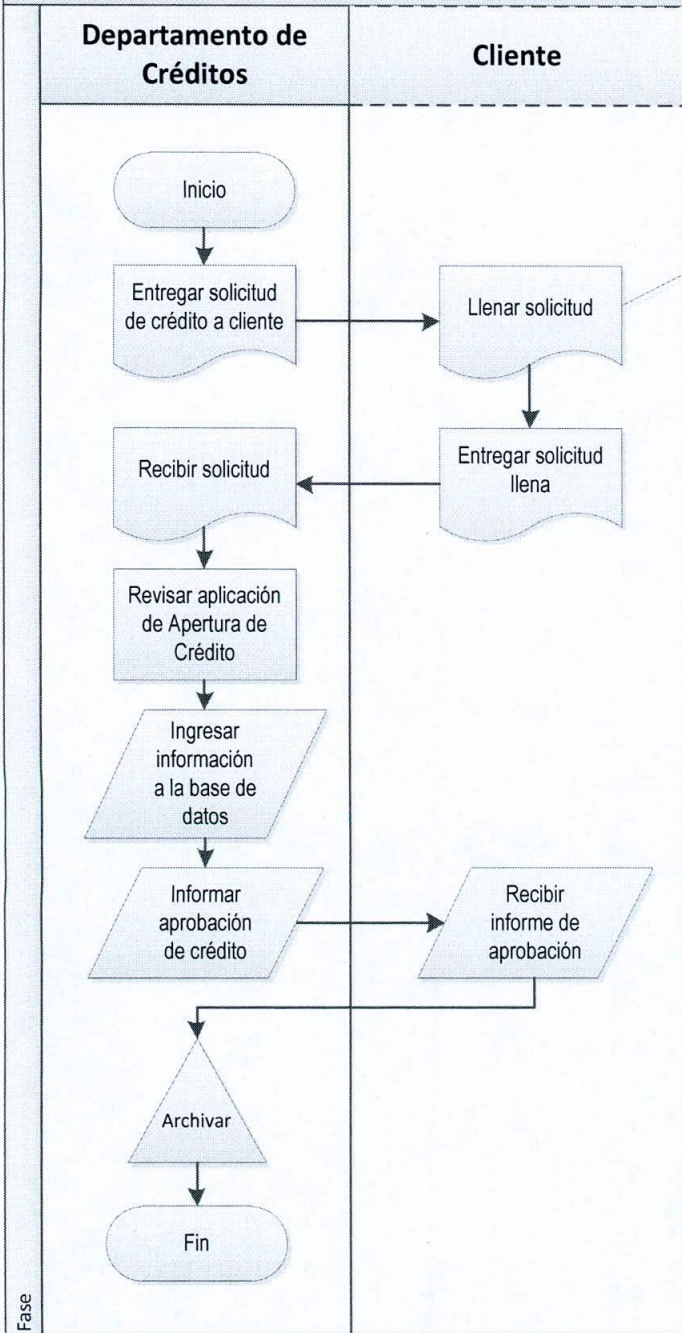 Departamento de
Créditos
Cliente
Inicio
Entregar solicitud
de crédito a cliente
Llenar solicitud
Recibir solicitud
Entregar solicitud
llena
Revisar aplicación
de Apertura de
Crédito
Ingresar
información
a la base de
datos
Informar
aprobación
de crédito
Recibir
informe de
aprobación
Archivar
Fin
Fase